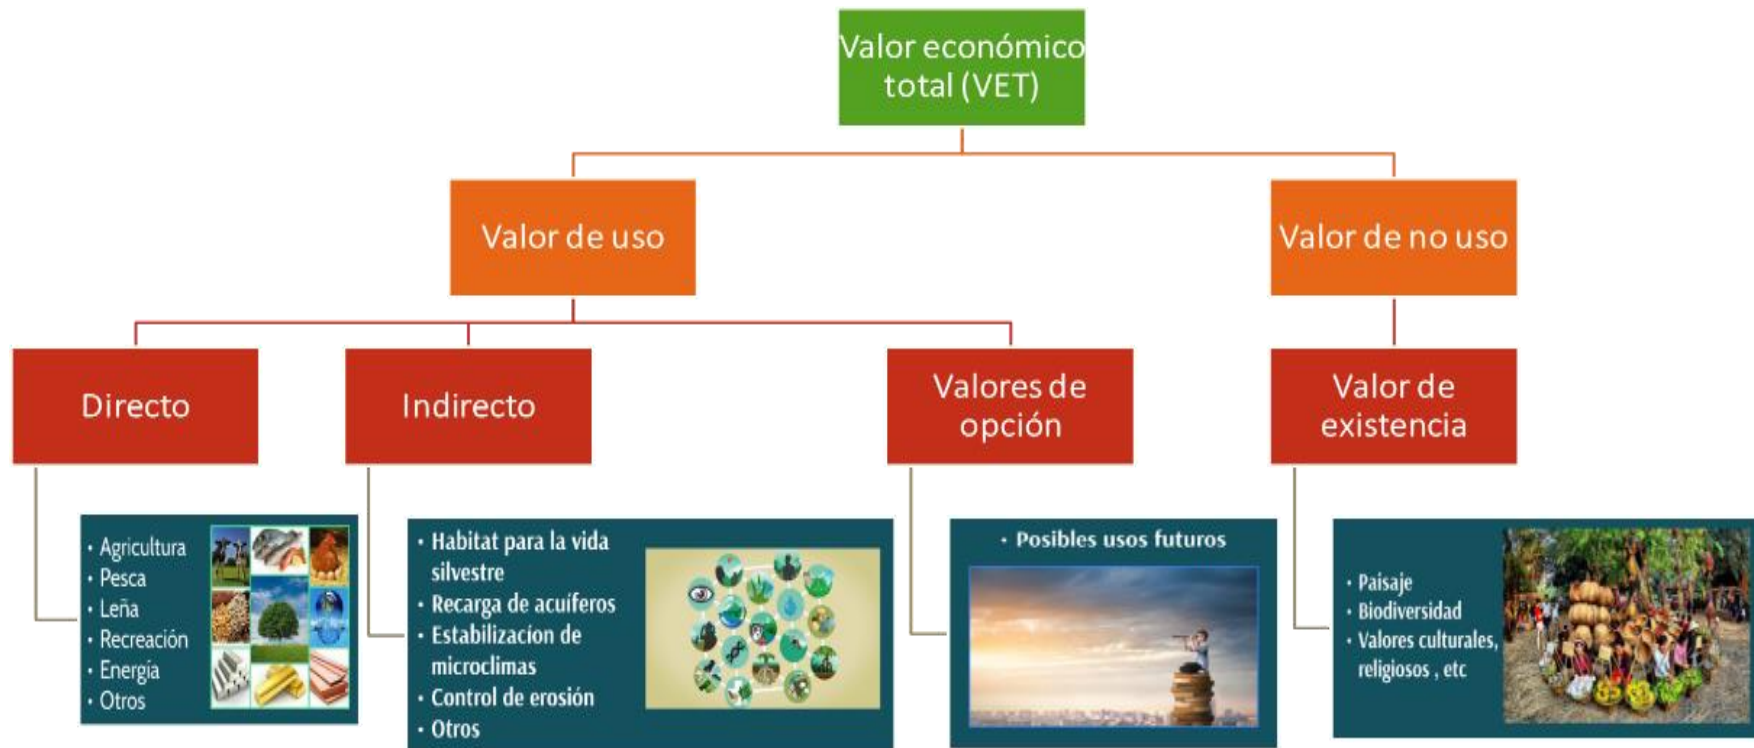 Valor económico
total (VET)
Valor de uso
Valor de no uso
Directo
Indirecto
Valores de
opción
Valor de
existencia
• Agricultura
• Pesca
• Leña
• Recreación
• Energía
• Otros
• Habitat para la vida
silvestre
• Recarga de acuíferos
• Estabilizacion de
microclimas
• Control de erosión
• Otros
• Posibles usos futuros
• Paisaje
• Biodiversidad
• Valores culturales,
religiosos , etc